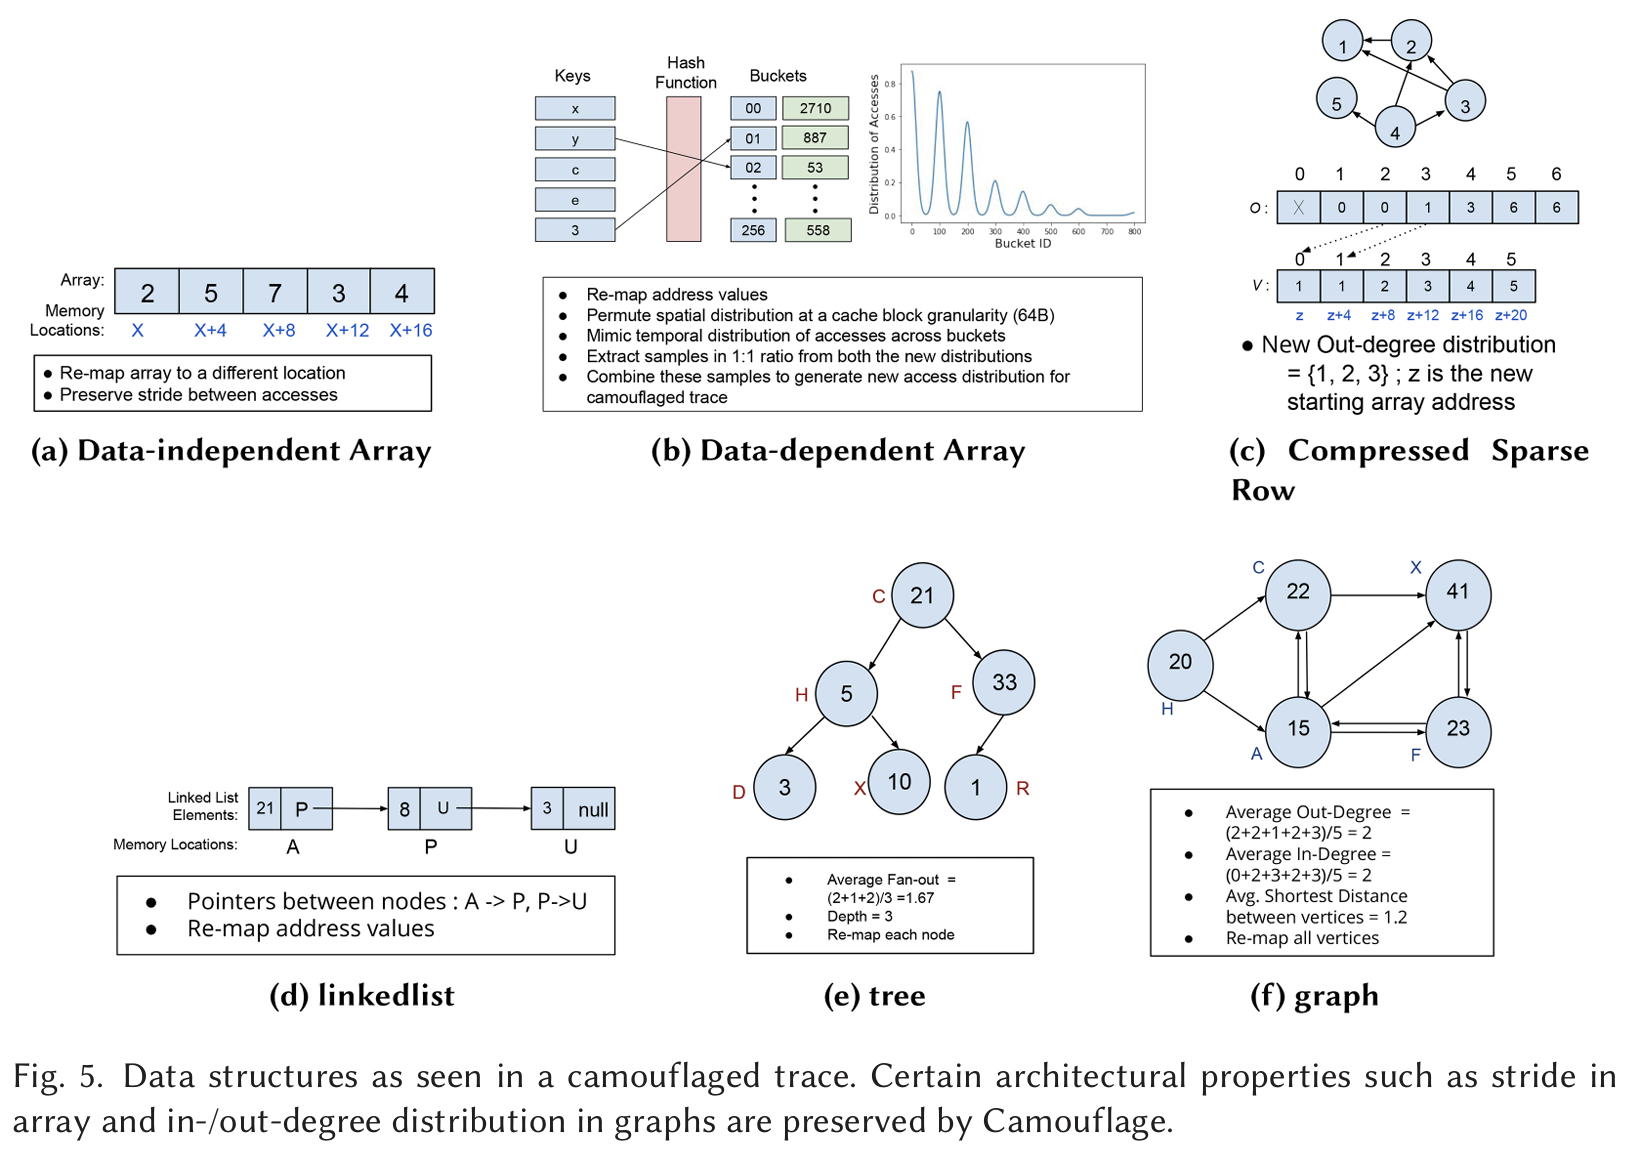 Array:
2 5 7 3 4
Memory
Locations: X X+4 X+8 X+12 X+16
● Re-map array to a different location
● Preserve stride between accesses
(a) Data-independent Array
Keys
Hash
Function
Buckets
x
y
c
e
3
00 2710
01 887
02 53
256 558
Distribution of Accesses
0.8
0.6
0.4
0.2
0.0
0 100 200 300 400 500 600 700 800
Bucket ID
● Re-map address values
● Permute spatial distribution at a cache block granularity (64B)
● Mimic temporal distribution of accesses across buckets
● Extract samples in 1:1 ratio from both the new distributions
● Combine these samples to generate new access distribution for
camouflaged trace
(b) Data-dependent Array
1 2
5 3
4
0 1 2 3 4 5 6
O: X 0 0 1 3 6 6
0 1 2 3 4 5
V: 1 1 2 3 4 5
z z+4 z+8 z+12 z+16 z+20
● New Out-degree distribution
= {1, 2, 3} ; z is the new
starting array address
(c) Compressed Sparse
Row
Linked List
Elements:
21 P 8 U 3 null
Memory Locations: A P U
● Pointers between nodes : A -> P, P->U
● Re-map address values
(d) linkedlist
C 21
H 5 F 33
D 3 X 10 1 R
● Average Fan-out =
(2+1+2)/3 =1.67
● Depth = 3
● Re-map each node
(e) tree
C X
22 41
20
H
15 23
A F
● Average Out-Degree =
(2+2+1+2+3)/5 = 2
● Average In-Degree =
(0+2+3+2+3)/5 = 2
● Avg. Shortest Distance
between vertices = 1.2
● Re-map all vertices
(f) graph
Fig. 5. Data structures as seen in a camouflaged trace. Certain architectural properties such as stride in
array and in-/out-degree distribution in graphs are preserved by Camouflage.